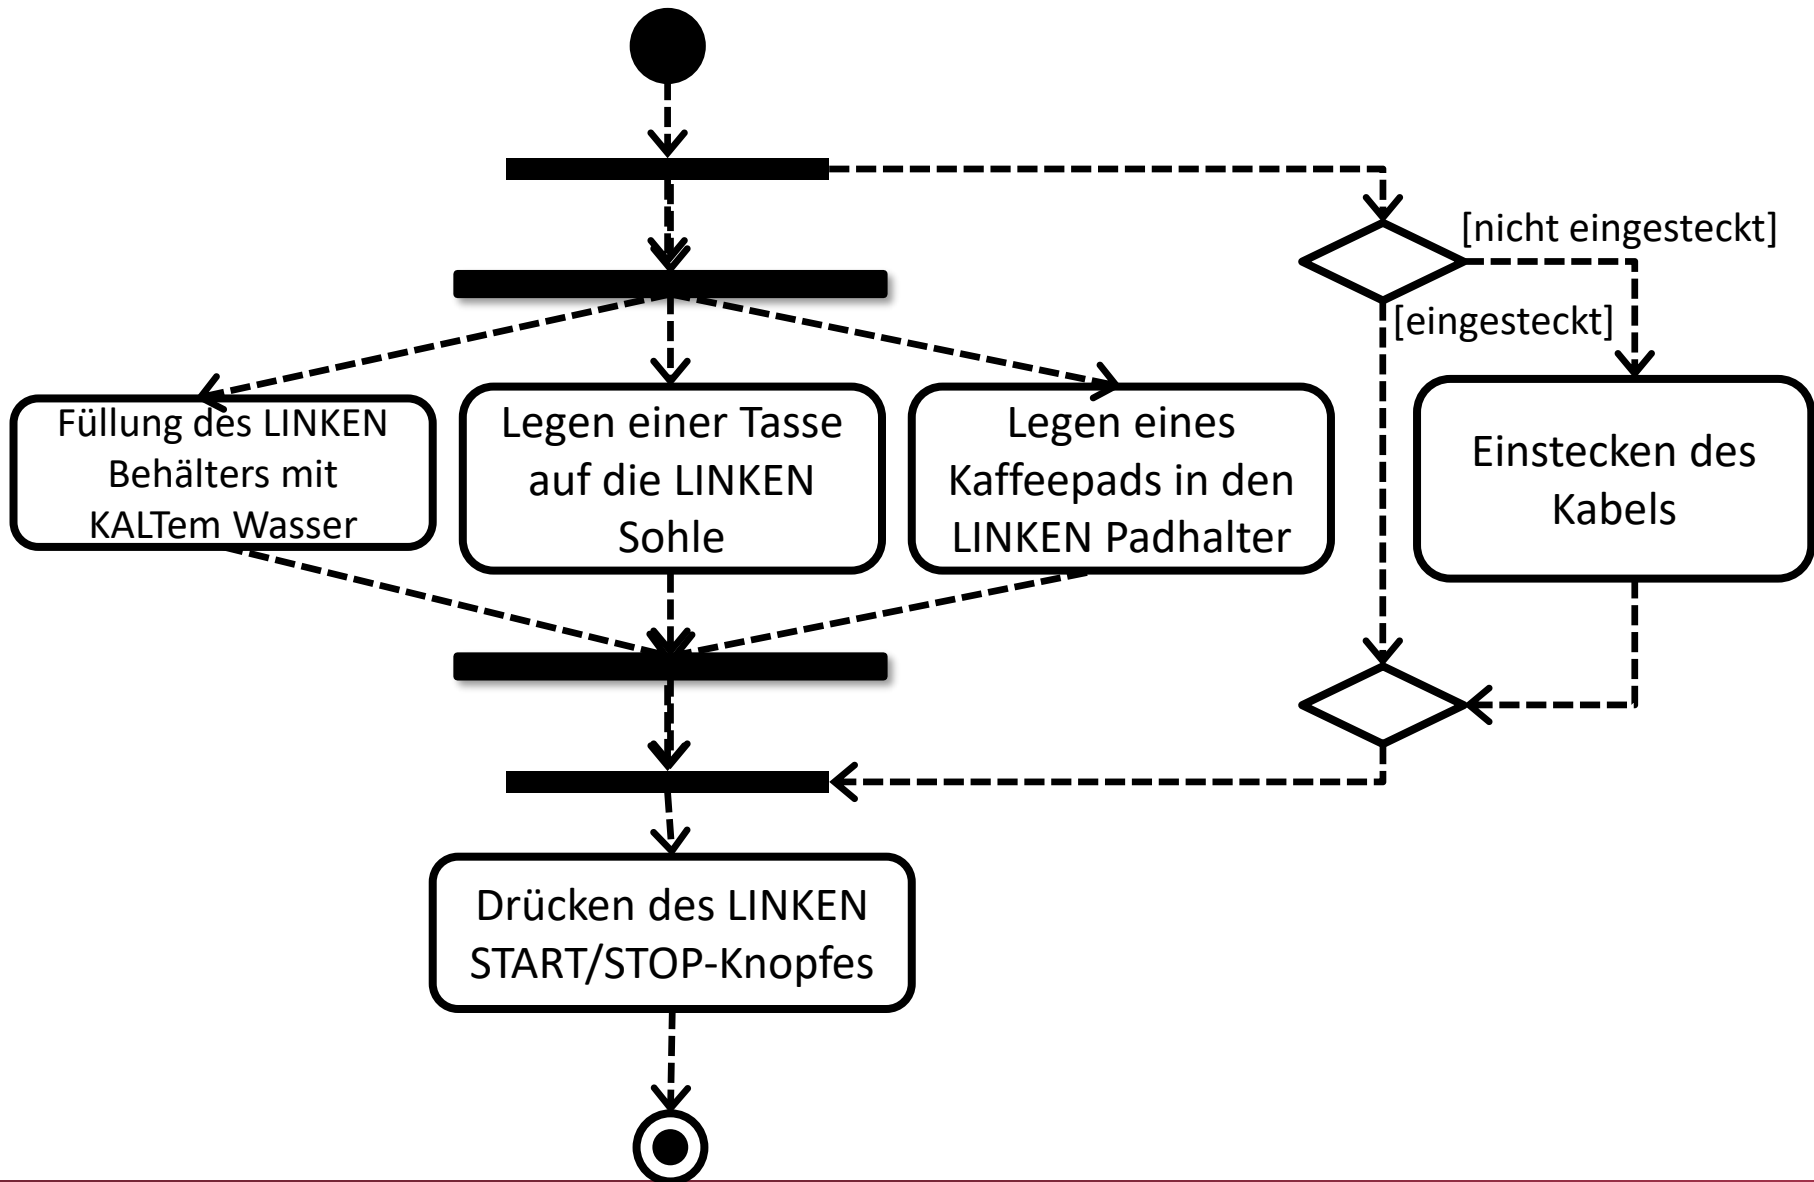 [nicht eingesteckt]
[eingesteckt]
Füllung des LINKEN
Behälters mit
KALTem Wasser
Legen einer Tasse
auf die LINKEN
Sohle
Legen eines
Kaffeepads in den
LINKEN Padhalter
Einstecken des
Kabels
Drücken des LINKEN
START/STOP-Knopfes